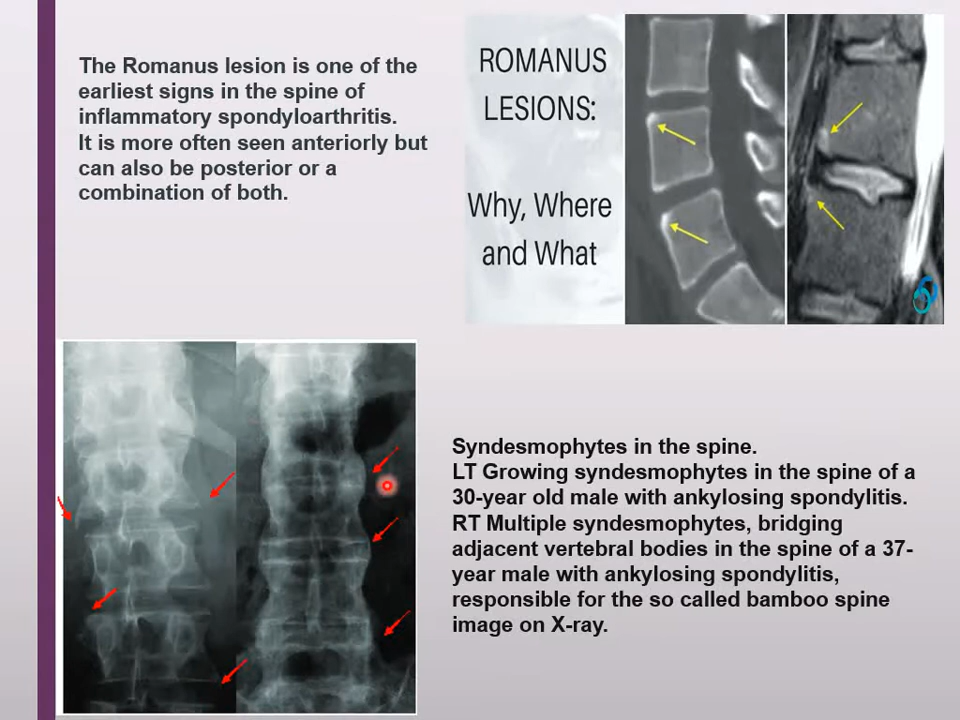 The Romanus lesion is one of the
earliest signs in the spine of
inflammatory spondyloarthritis.
It is more often seen anteriorly but
can also be posterior or a
combination of both.
ROMANUS
LESIONS:
Why, Where
and What
Syndesmophytes in the spine.
LT Growing syndesmophytes in the spine of a
30-year old male with ankylosing spondylitis.
RT Multiple syndesmophytes, bridging
adjacent vertebral bodies in the spine of a 37-
year male with ankylosing spondylitis,
responsible for the so called bamboo spine
image on X-ray.